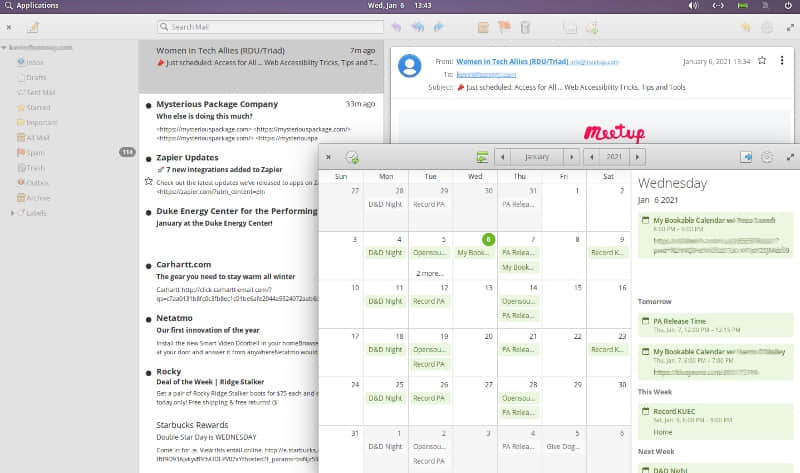 Applications
Wed, Jan 6 13:43
Search Mail
Inbox
Drafts
Sent Mail
Starred
Important
All Mail
Spam 114
Trash
Outbox
Archive
Labels
Women in Tech Allies (RDU/Triad) 7m ago
Just scheduled: Access for All ... Web Accessibility Tricks, Tips and T...
Mysterious Package Company 33m ago
Who else is doing this much?
<https://mysteriouspackage.com> <https://mysteriouspackage.com/>
<https://mysteriouspackage.com/> <https://mysteriouspa
Zapier Updates
7 new integrations added to Zapier
Check out the latest updates we've released to apps on Z
<https://zapier.com/?utm_content=em
Duke Energy Center for the Performing
January at the Duke Energy Center!
Carhartt.com
The gear you need to stay warm all winter
Carhartt http://click.carhartt-email.com/?
Netatmo
Our first innovation of the year
Install the new Smart Video Doorbell in your homeBrowse
at your door and answer it from anywhereNetatmo would
Rocky
Deal of the Week | Ridge Stalker
Get a pair of Rocky Ridge Stalker boots for $75 each and e
today only! Free shipping & free returns! (S
Starbucks Rewards
Double Star Day is WEDNESDAY
Come in for is View this email online: http://e.starbucks.
From: Women in Tech Allies (RDU/Triad)
January 6, 2021 13:34
To:
Subject: Just scheduled: Access for All ... Web Accessibility Tricks, Tips and Tools
Meetup
January 2021
Sun Mon Tue Wed Thu Fri Sat
27 28 29 30 31 1 2
D&D Night Record PA PA Relea...
3 4 5 6 7 8 9
D&D Night Opensou... My Book... PA Relea... Record K...
2 more... My Book...
10 11 12 13 14 15 16
D&D Night Record PA Opensou...
PA Relea...
17 18 19 20 21 22 23
D&D Night Opensou... PA Relea... Record K...
Record PA
24 25 26 27 28 29 30
D&D Night Record PA Opensou...
PA Relea...
31 1 2 3 4 5 6
D&D Night Opensou... PA Relea... Give Dog...
Record PA
Wednesday
Jan 6 2021
My Bookable Calendar w/
8:00 PM – 9:00 PM
Tomorrow
PA Release Time
Thu, Jan 7, 12:00 PM – 12:15 PM
My Bookable Calendar w/
Thu, Jan 7, 6:00 PM – 7:00 PM
This Week
Record KUEC
Sat, Jan 9, 8:00 PM – 9:00 PM
Home
Next Week
D&D Night